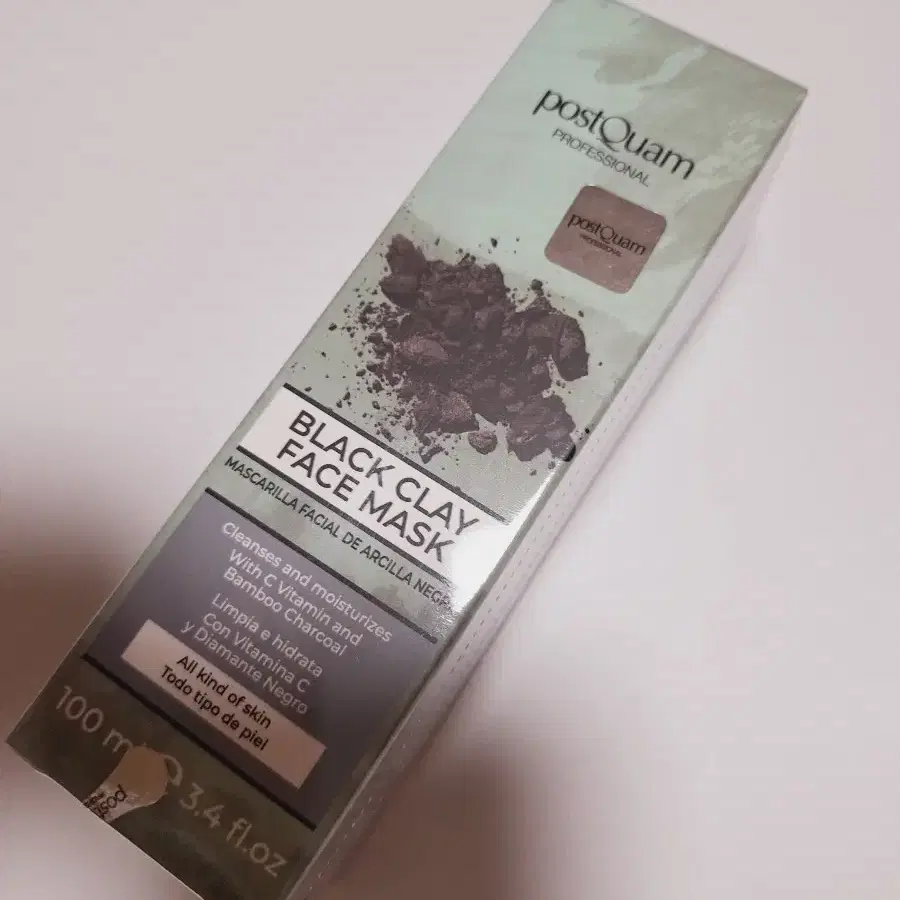 postQuam
PROFESSIONAL
postQuam
PROFESSIONAL
BLACK CLAY
FACE MASK
MASCARILLA FACIAL DE ARCILLA NEGR
Cleanses and moisturizes
With C Vitamin and
Bamboo Charcoal
Limpia e hidrata
Con Vitamina C
y Diamante Negro
All kind of skin
Todo tipo de piel
100 m 3.4 fl.oz